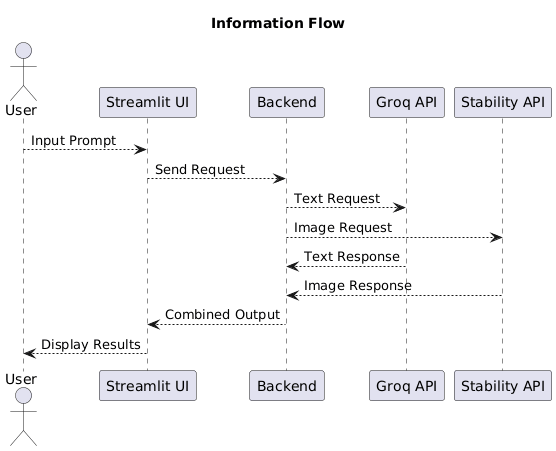 Information Flow
User
Streamlit UI
Backend
Groq API
Stability API
Input Prompt
Send Request
Text Request
Image Request
Text Response
Image Response
Combined Output
Display Results
User
Streamlit UI
Backend
Groq API
Stability API